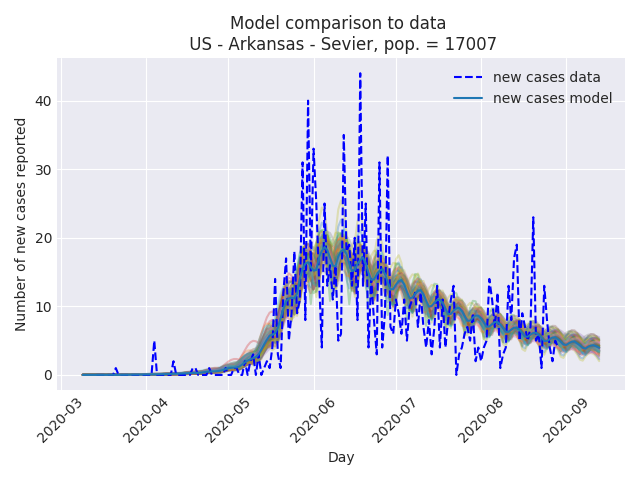 Model comparison to data
US - Arkansas - Sevier, pop. = 17007
new cases data
new cases model
Number of new cases reported
40
30
20
10
0
2020-03
2020-04
2020-05
2020-06
2020-07
2020-08
2020-09
Day